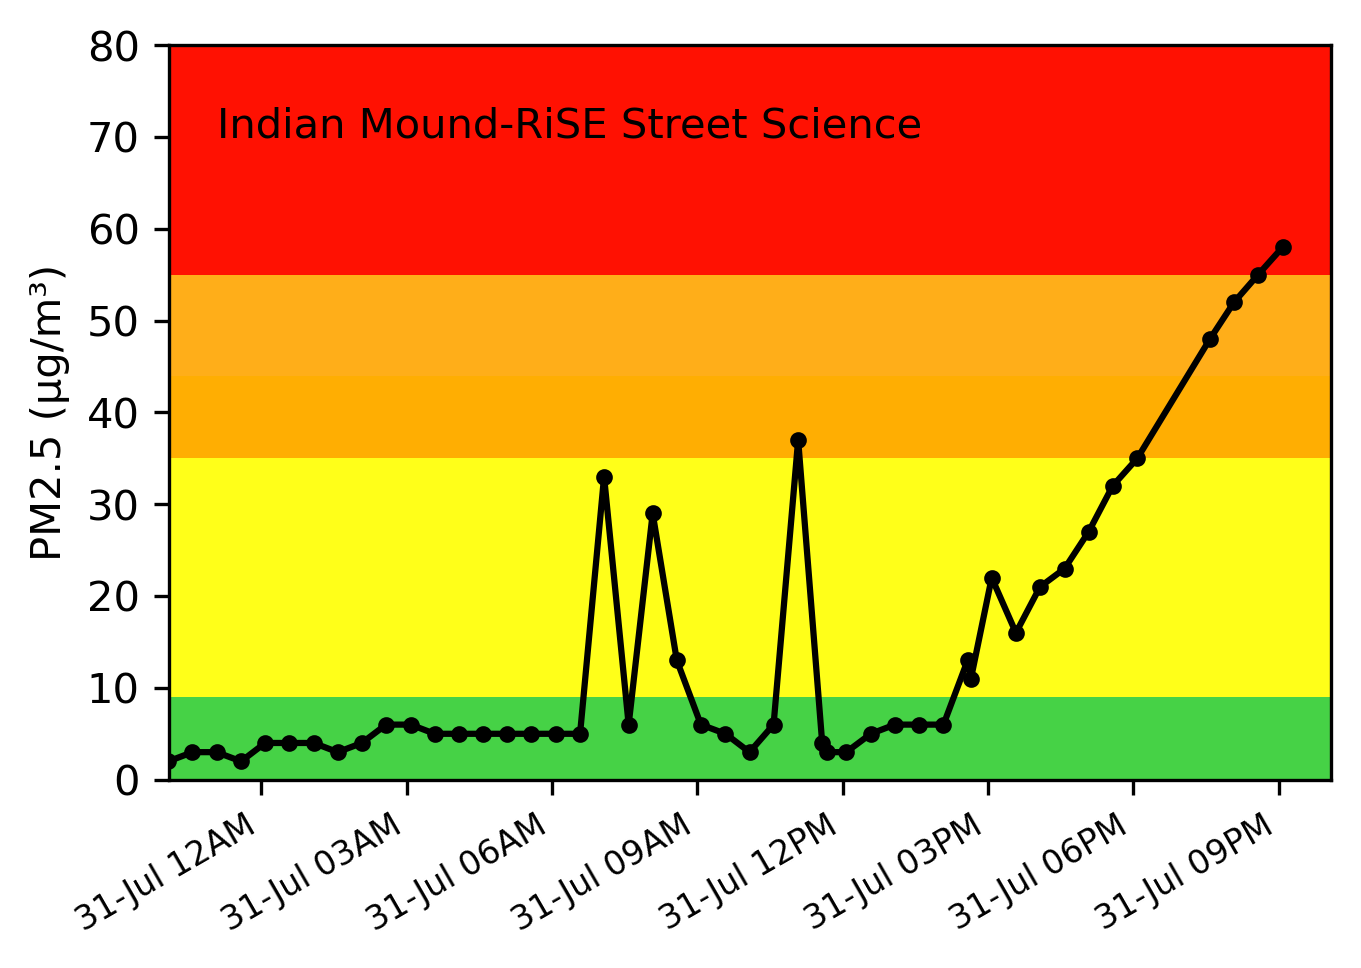 80
Indian Mound-RiSE Street Science
70
60
50
40
30
20
10
0
PM2.5 (µg/m³)
31-Jul 12AM
31-Jul 03AM
31-Jul 06AM
31-Jul 09AM
31-Jul 12PM
31-Jul 03PM
31-Jul 06PM
31-Jul 09PM